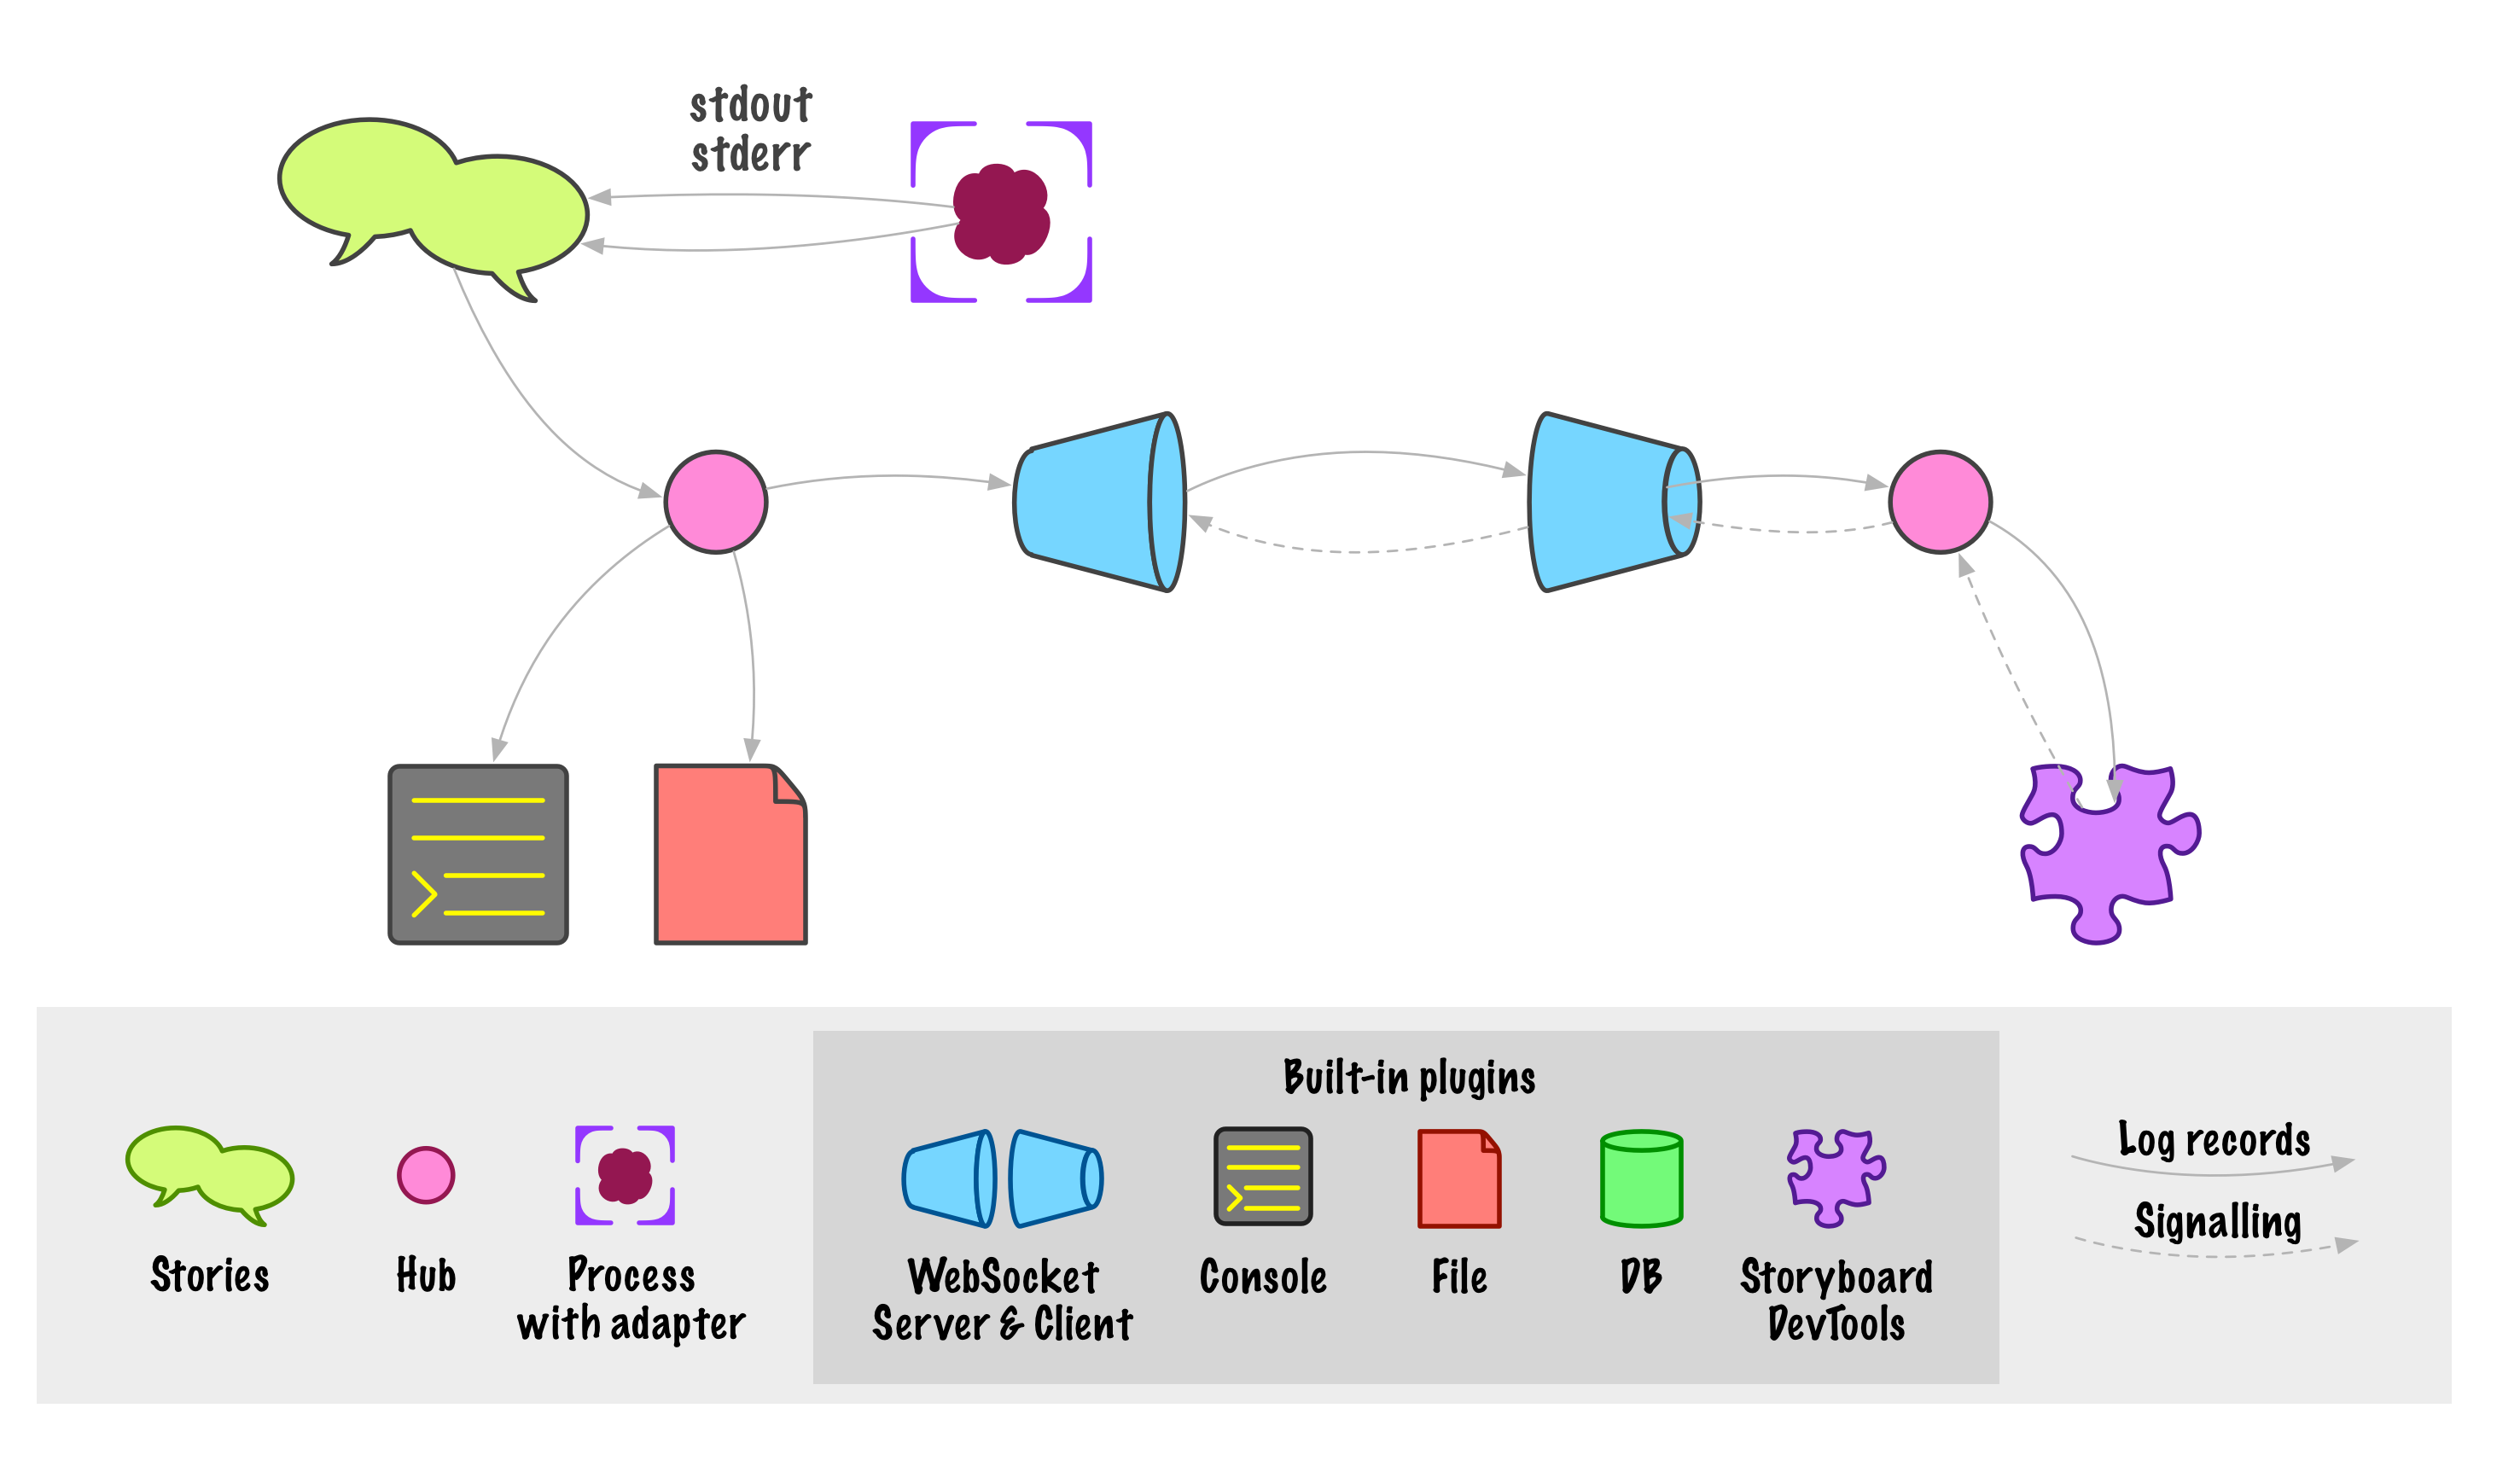 stdout
stderr
Built-in plugins
Log records
Signalling
Stories
Hub
Process
with adapter
WebSocket
Server & Client
Console
File
DB
Storyboard
DevTools